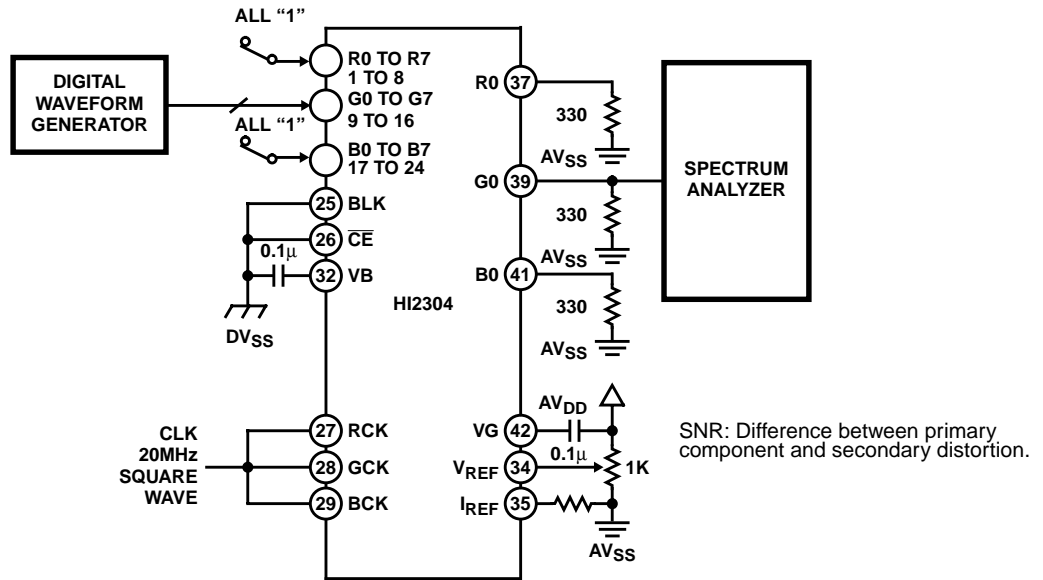 ALL “1”
R0 TO R7
1 TO 8
DIGITAL
WAVEFORM
GENERATOR
G0 TO G7
9 TO 16
ALL “1”
B0 TO B7
17 TO 24
25 BLK
26 CE
0.1μ
32 VB
DVSS
HI2304
R0 37
330
AVSS
G0 39
330
AVSS
B0 41
330
AVSS
SPECTRUM
ANALYZER
CLK
20MHz
SQUARE
WAVE
27 RCK
28 GCK
29 BCK
AVDD
VG 42
0.1μ
VREF 34
1K
IREF 35
AVSS
SNR: Difference between primary
component and secondary distortion.